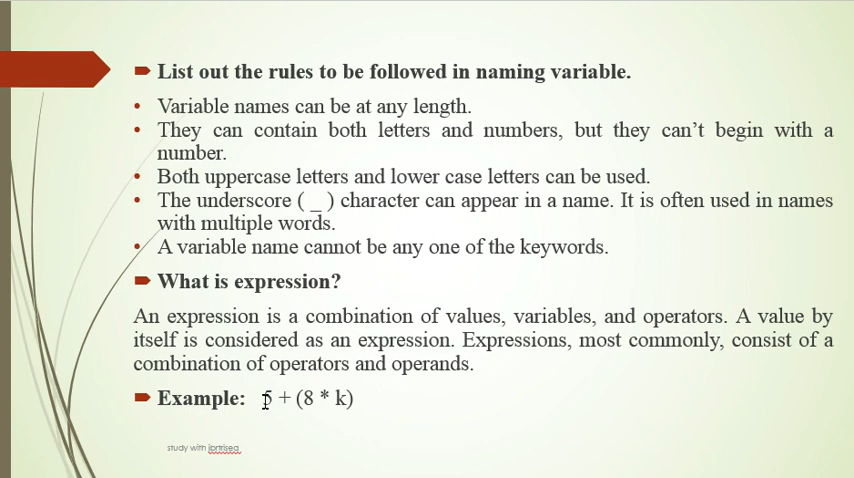 List out the rules to be followed in naming variable.
• Variable names can be at any length.
• They can contain both letters and numbers, but they can’t begin with a
number.
• Both uppercase letters and lower case letters can be used.
• The underscore ( _ ) character can appear in a name. It is often used in names
with multiple words.
• A variable name cannot be any one of the keywords.
What is expression?
An expression is a combination of values, variables, and operators. A value by
itself is considered as an expression. Expressions, most commonly, consist of a
combination of operators and operands.
Example: 5 + (8 * k)
study with